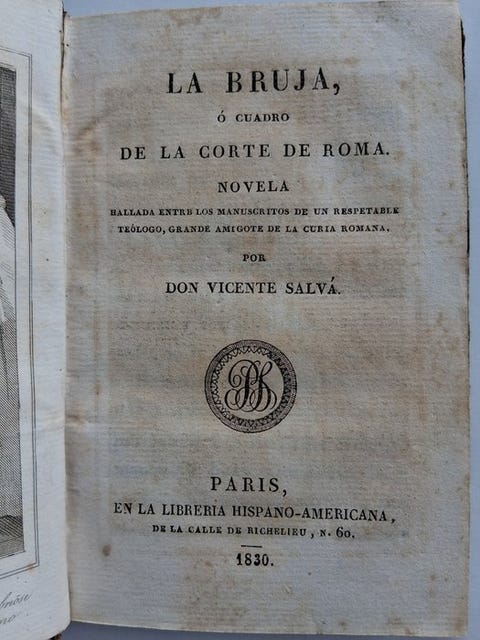 LA BRUJA,
Ó CUADRO
DE LA CORTE DE ROMA.
NOVELA
HALLADA ENTRE LOS MANUSCRITOS DE UN RESPETABLE
TEÓLOGO, GRANDE AMIGOTE DE LA CURIA ROMANA,
POR
DON VICENTE SALVÁ.
PARIS,
EN LA LIBRERIA HISPANO-AMERICANA,
DE LA CALLE DE RICHELIEU, N. 60.
1830.